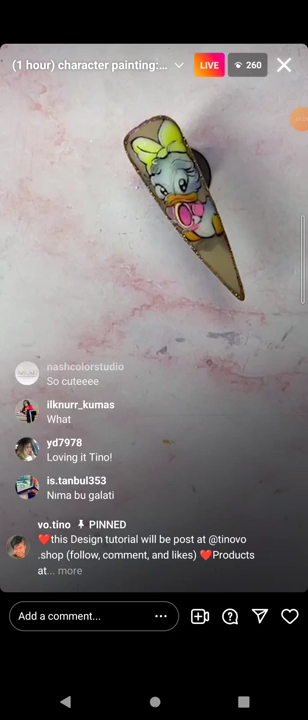 (1 hour) character painting:...
LIVE
260
nashcolorstudio
So cuteeee
ilknurr_kumas
What
yd7978
Loving it Tino!
is.tanbul353
Nıma bu galati
vo.tino PINNED
❤️this Design tutorial will be post at @tinovo
.shop (follow, comment, and likes) ❤️Products
at... more
Add a comment...